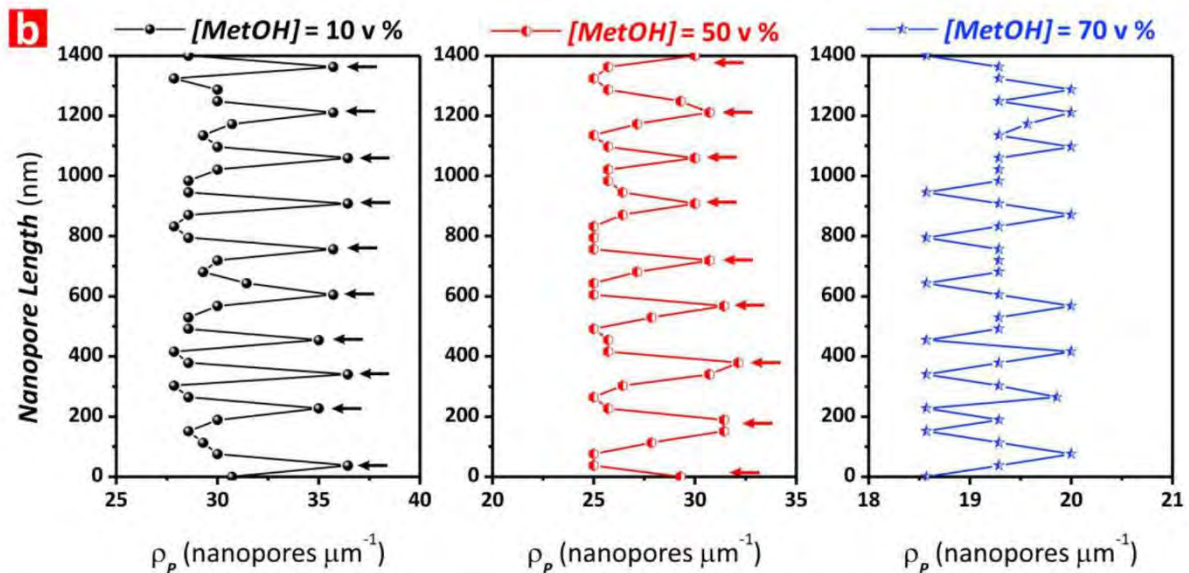 b
[MetOH] = 10 v %
[MetOH] = 50 v %
[MetOH] = 70 v %
Nanopore Length (nm)
1400
1200
1000
800
600
400
200
0
25 30 35 40
ρP (nanopores μm⁻¹)
1400
1200
1000
800
600
400
200
0
20 25 30 35
ρP (nanopores μm⁻¹)
1400
1200
1000
800
600
400
200
0
18 19 20 21
ρP (nanopores μm⁻¹)